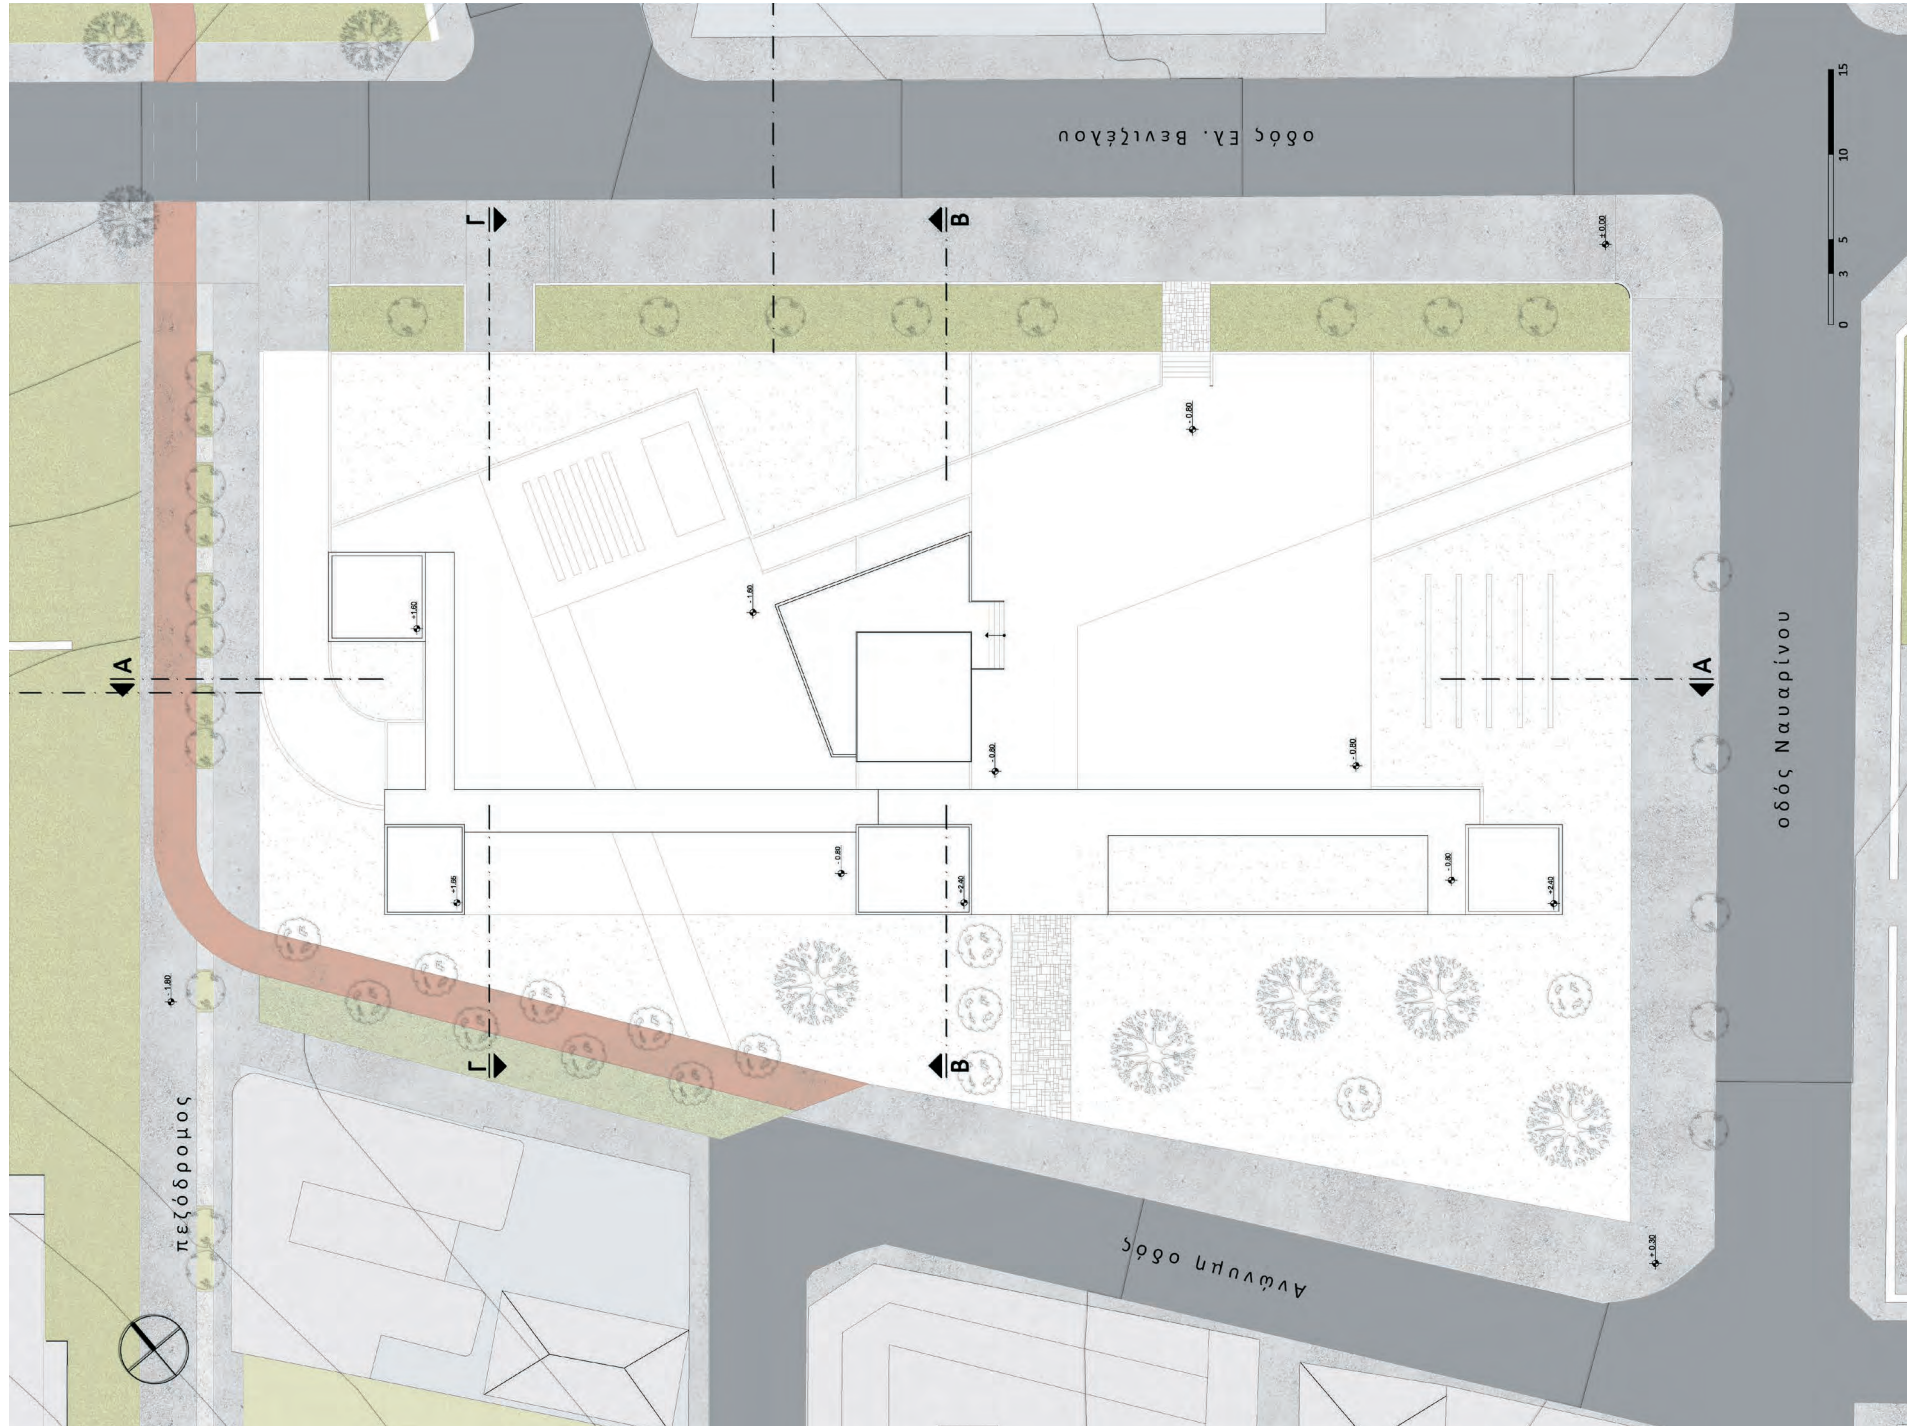 οδός Ελ. Βενιζέλου
15
10
5
3
0
Γ
B
± 0.00
- 0.80
- 1.60
+1.60
A
A
οδός Ναυαρίνου
- 0.80
- 0.80
- 0.80
- 0.80
+1.66
+2.40
+2.40
- 1.80
Γ
B
πεζόδρομος
Ανώνυμη οδός
+ 0.30